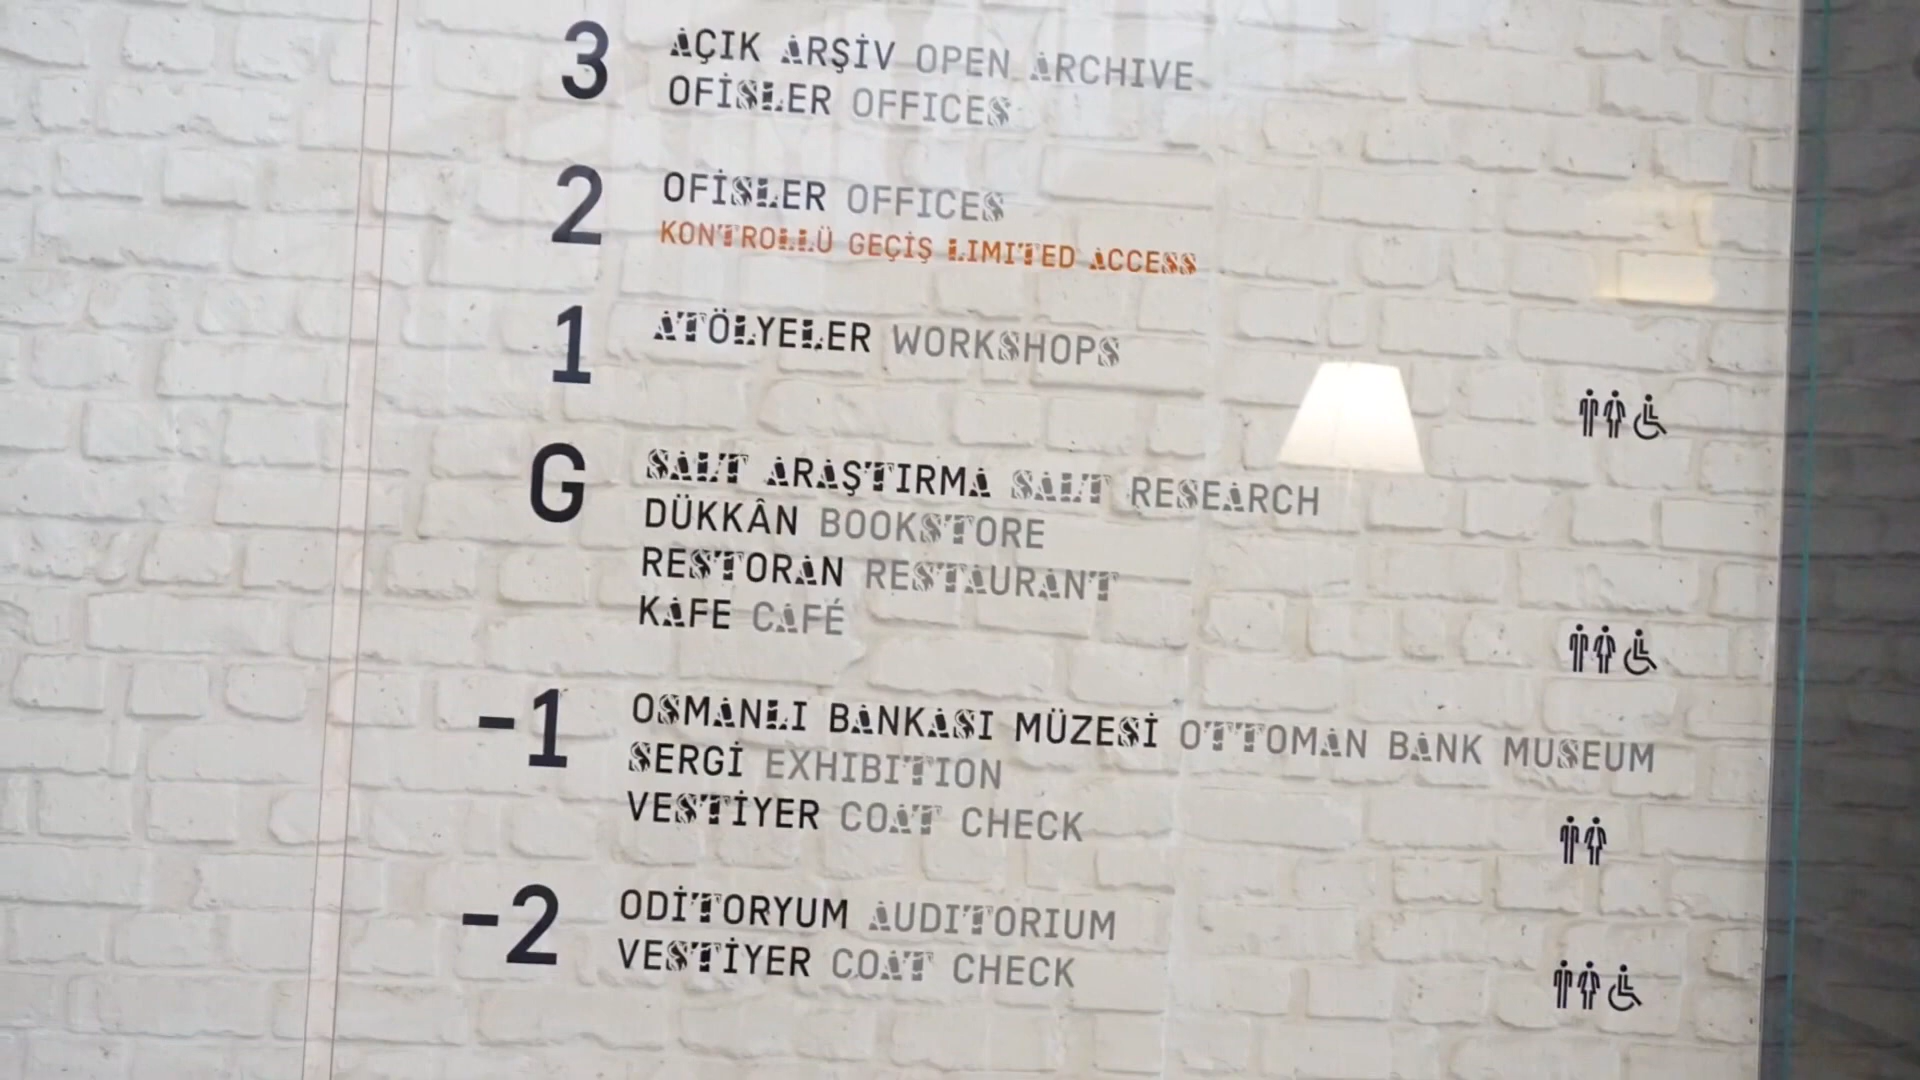 3 AÇIK ARŞİV OPEN ARCHIVE
OFİSLER OFFICES
2 OFİSLER OFFICES
KONTROLLÜ GEÇİŞ LIMITED ACCESS
1 ATÖLYELER WORKSHOPS
G SALT ARAŞTIRMA SALT RESEARCH
DÜKKÂN BOOKSTORE
RESTORAN RESTAURANT
KAFE CAFÉ
-1 OSMANLI BANKASI MÜZESİ OTTOMAN BANK MUSEUM
SERGİ EXHIBITION
VESTİYER COAT CHECK
-2 ODİTORYUM AUDITORIUM
VESTİYER COAT CHECK